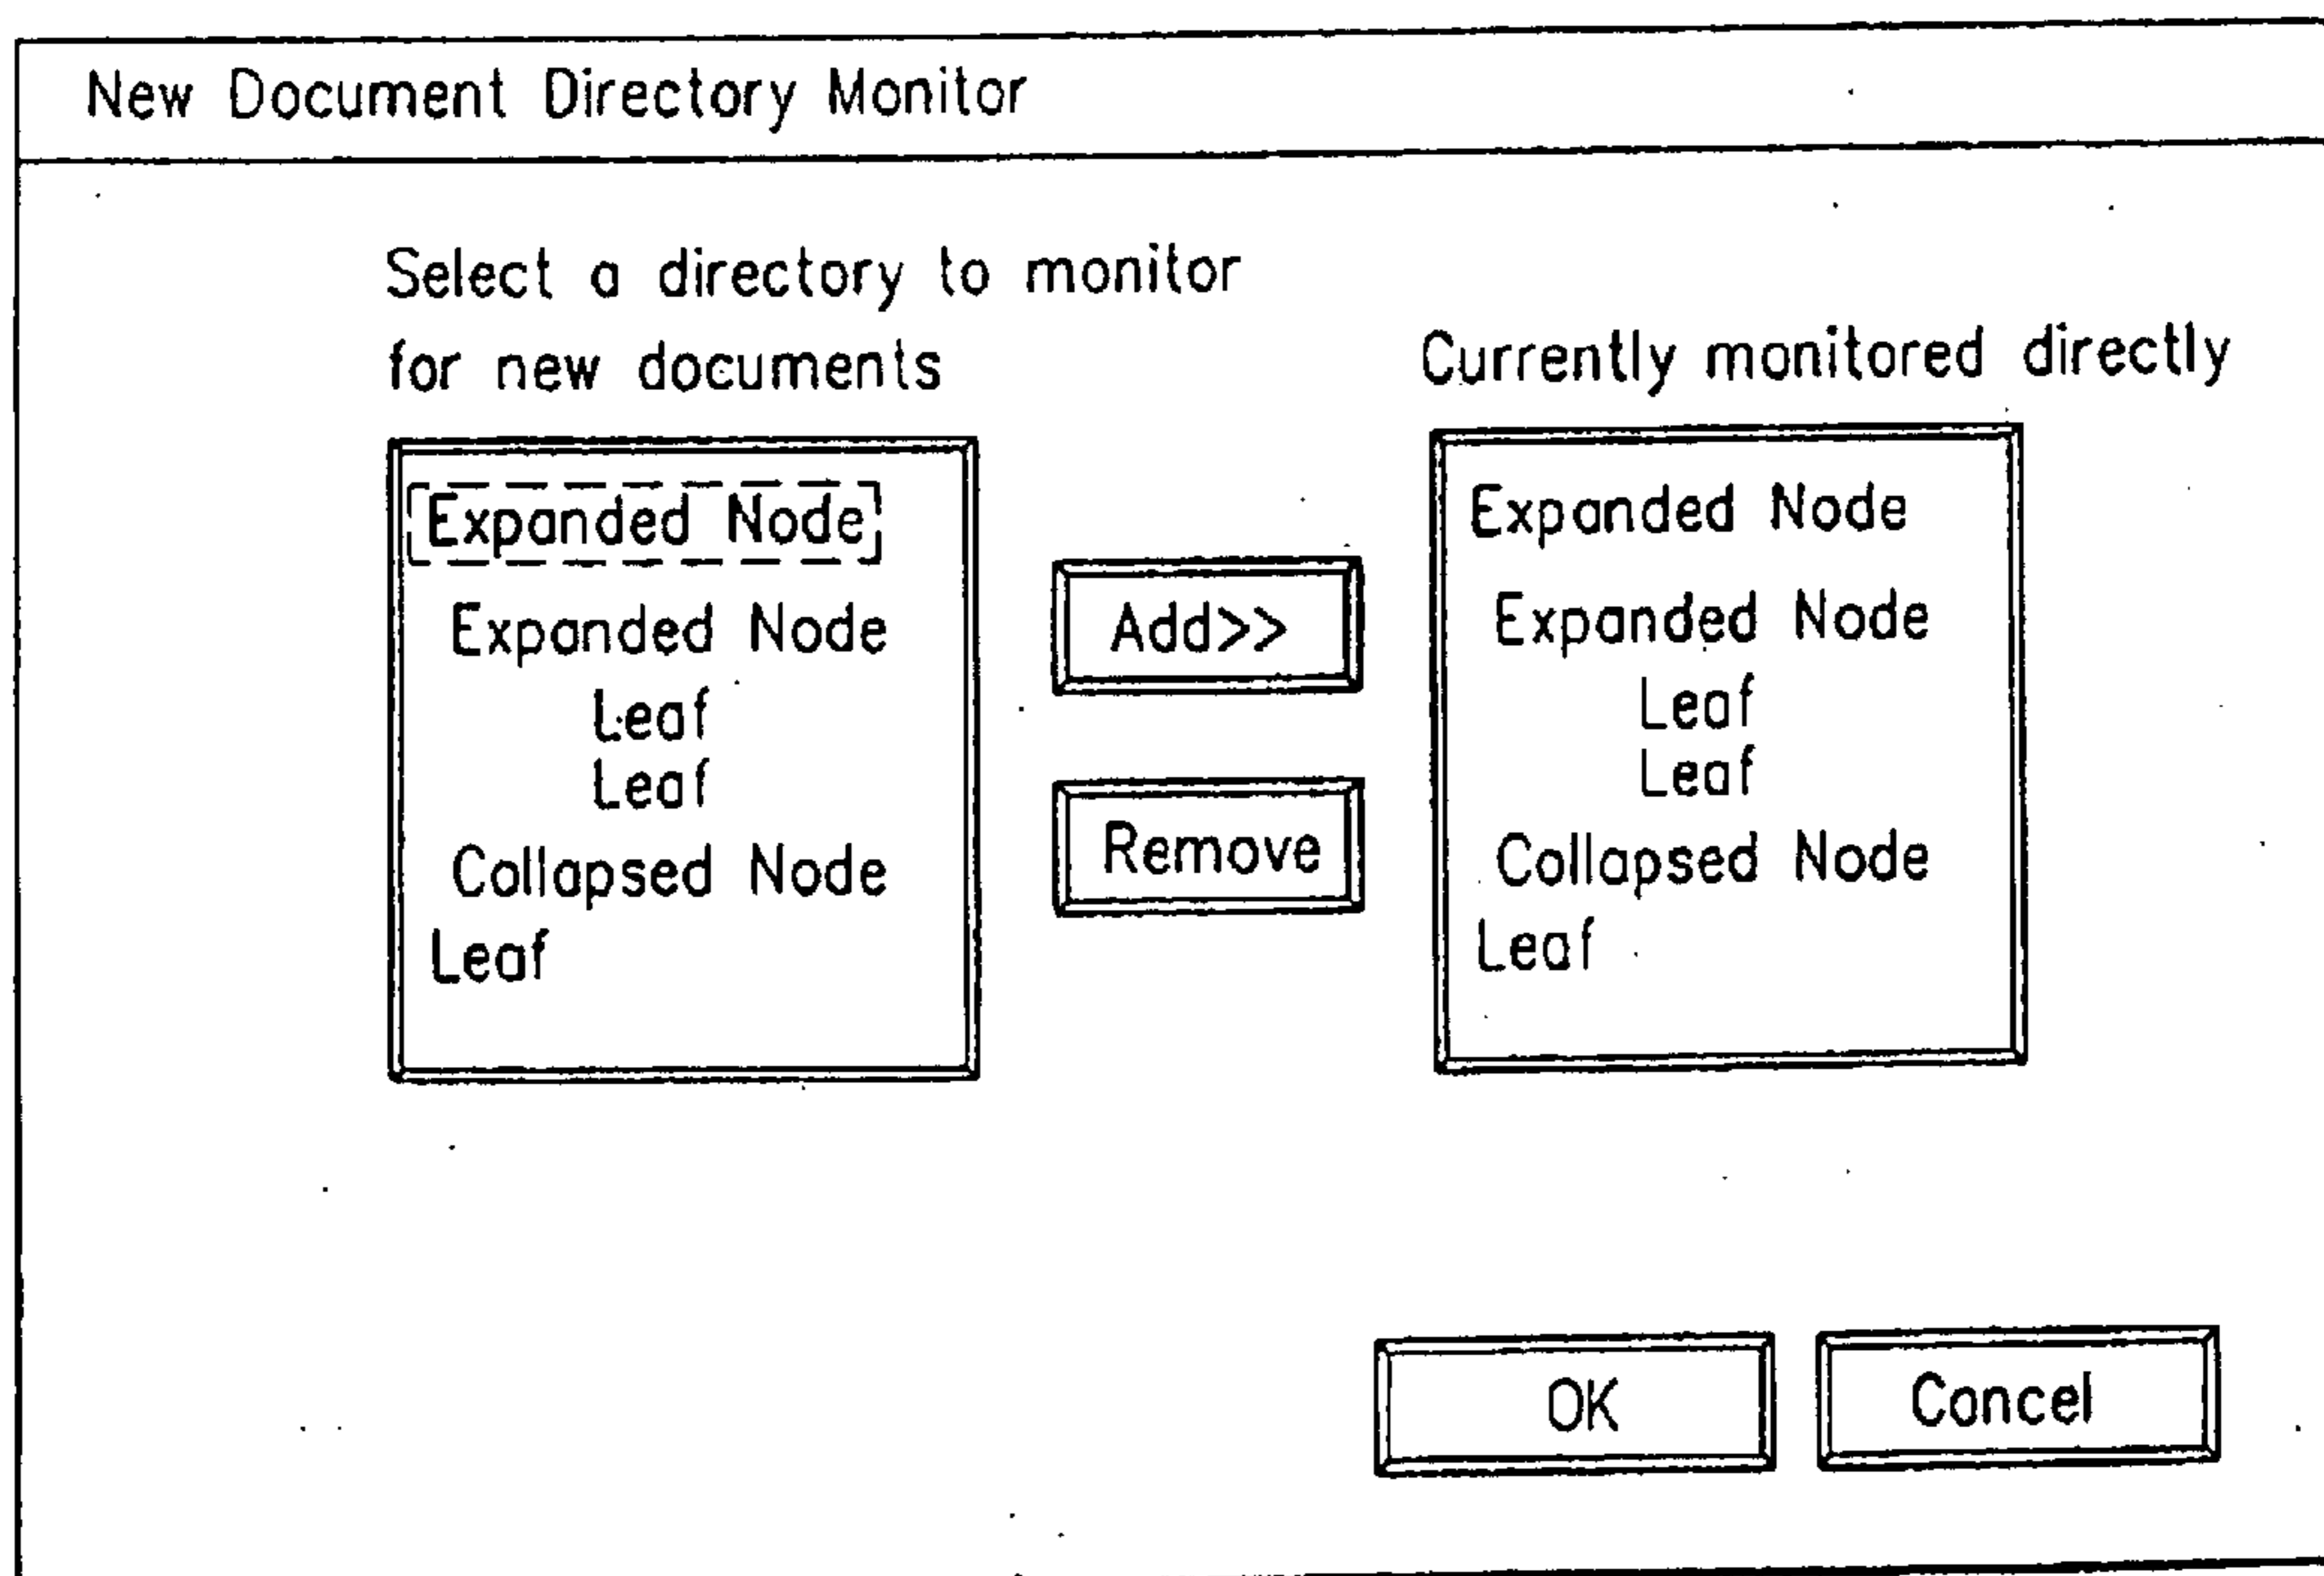 New Document Directory Monitor
Select a directory to monitor
for new documents
Currently monitored directly
Expanded Node
Expanded Node
Leaf
Leaf
Collapsed Node
Leaf
Add>>
Remove
Expanded Node
Expanded Node
Leaf
Leaf
Collapsed Node
Leaf
OK
Cancel